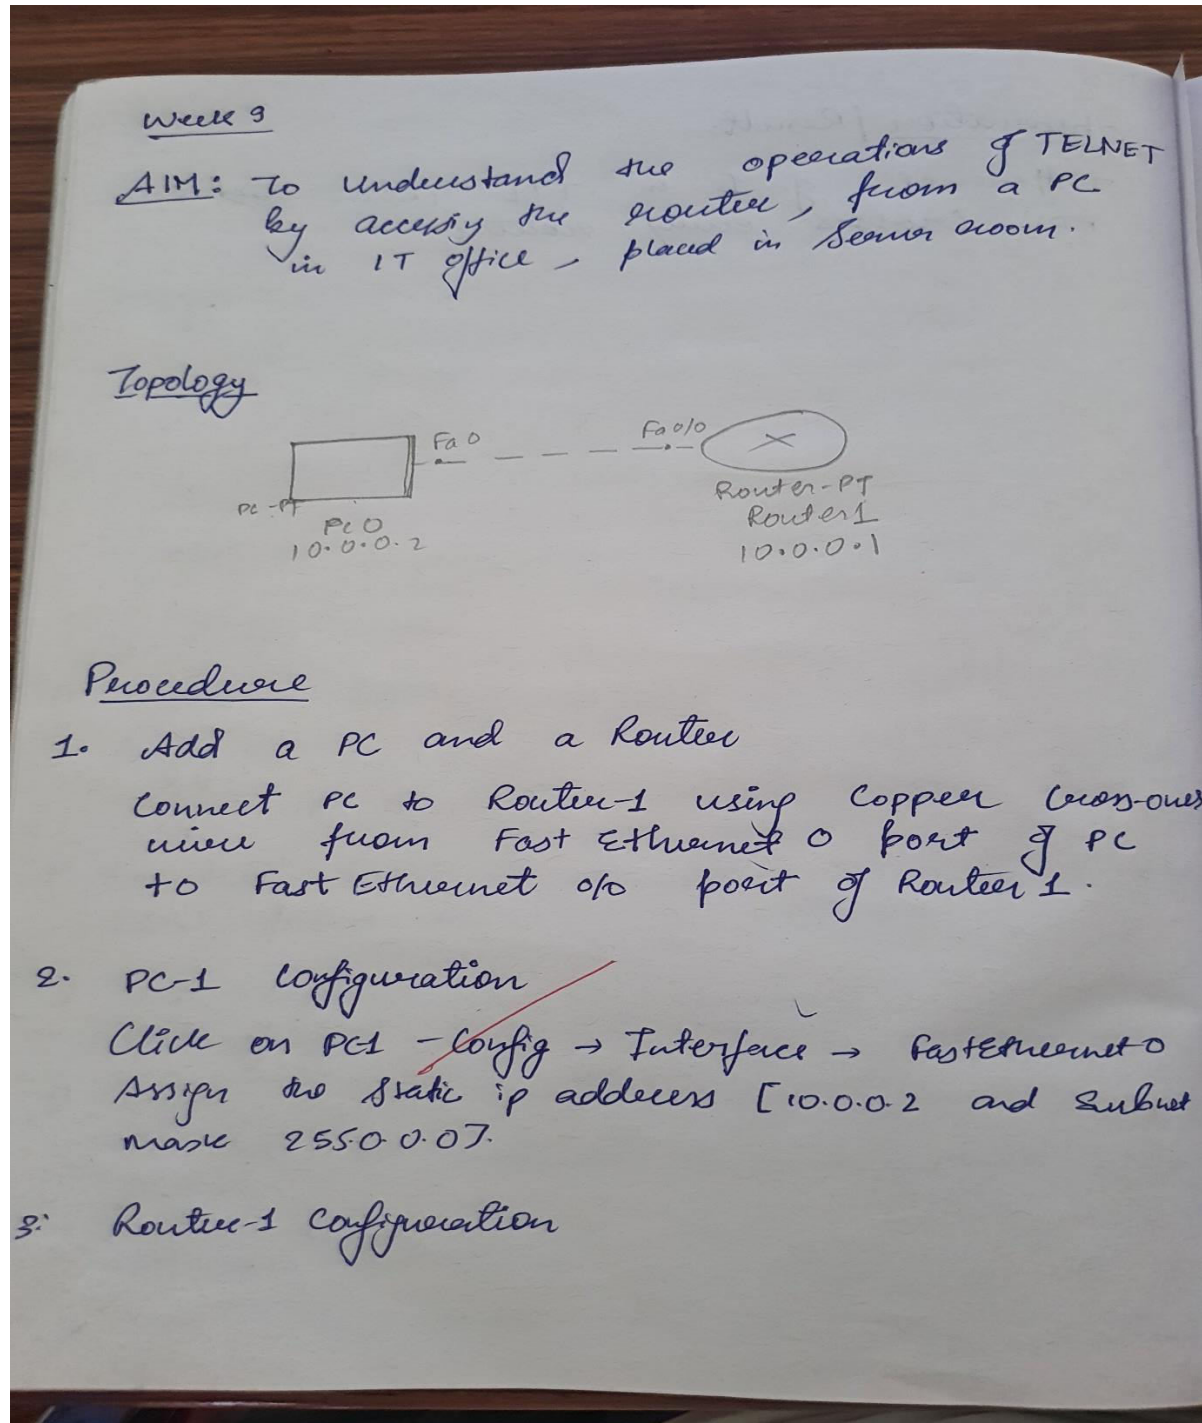 Week 9
AIM: To understand the operations of TELNET
by accessig the router, from a PC
in IT office, placed in Server room.
Topology
Fa 0 Fa 0/0
PC-PT Router-PT
PC 0 Router1
10.0.0.2 10.0.0.1
Procedure
1. Add a PC and a Router
Connect PC to Router-1 using Copper Cross-over
wire from Fast Ethernet 0 port of PC
to Fast Ethernet 0/0 port of Router 1.
2. PC-1 Configuration
Click on PC1 - Config → Interface → FastEthernet 0
Assign the Static ip address [10.0.0.2 and Subnet
mask 255.0.0.0].
3. Router-1 Configuration